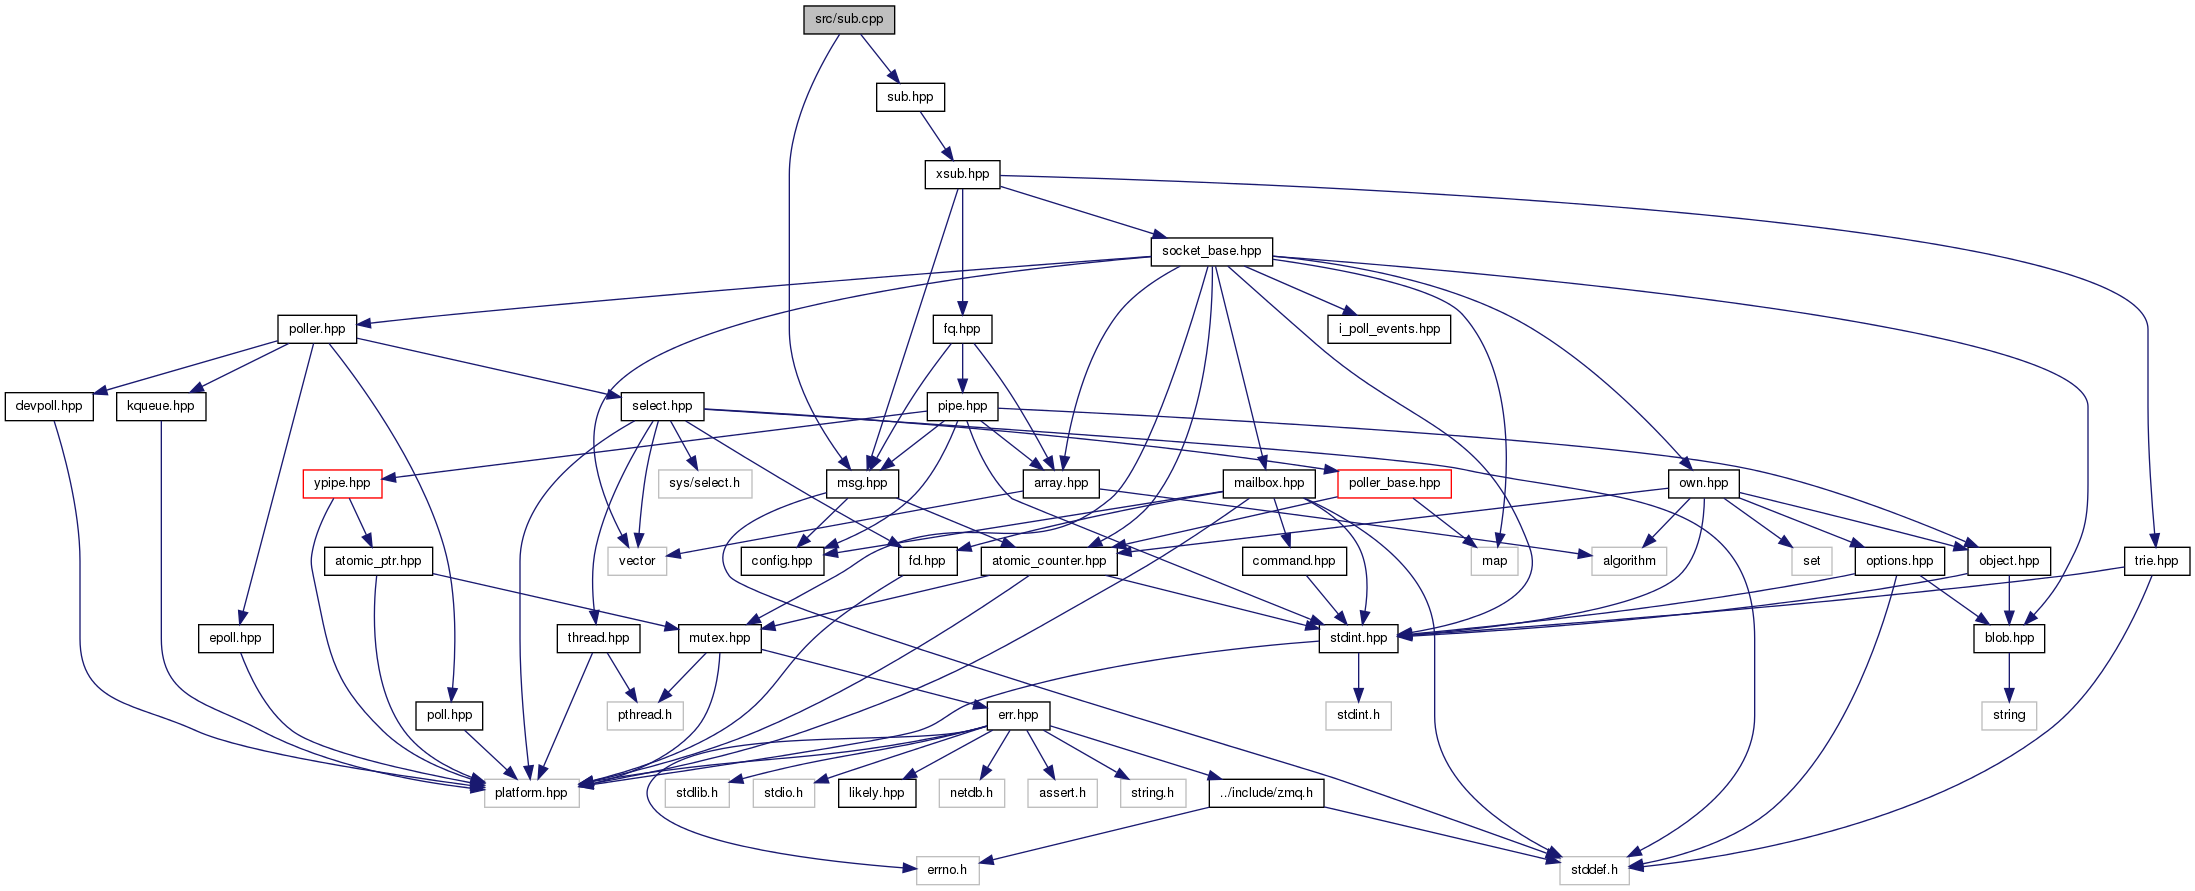 src/sub.cpp
sub.hpp
xsub.hpp
socket_base.hpp
poller.hpp
fq.hpp
i_poll_events.hpp
devpoll.hpp
kqueue.hpp
select.hpp
pipe.hpp
ypipe.hpp
sys/select.h
msg.hpp
array.hpp
mailbox.hpp
poller_base.hpp
own.hpp
atomic_ptr.hpp
vector
config.hpp
fd.hpp
atomic_counter.hpp
command.hpp
map
algorithm
set
options.hpp
object.hpp
trie.hpp
epoll.hpp
thread.hpp
mutex.hpp
stdint.hpp
blob.hpp
poll.hpp
pthread.h
err.hpp
stdint.h
string
platform.hpp
stdlib.h
stdio.h
likely.hpp
netdb.h
assert.h
string.h
../include/zmq.h
errno.h
stddef.h